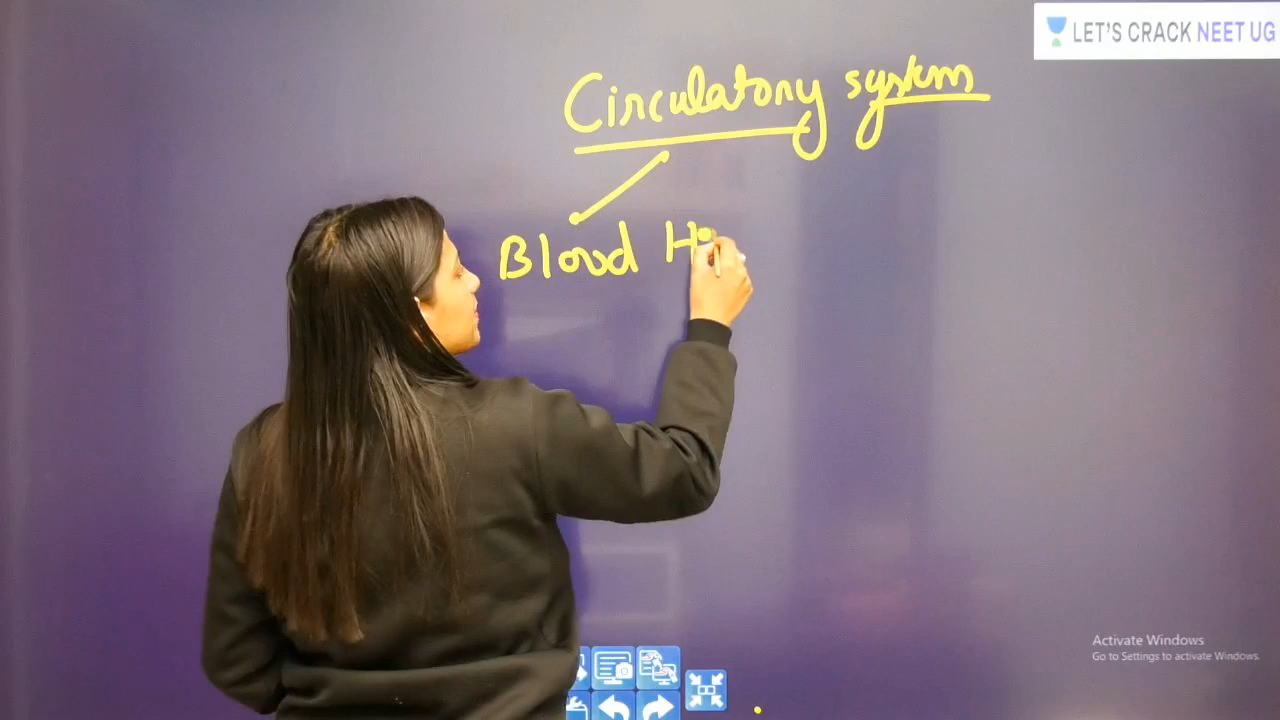 LET'S CRACK NEET UG
Circulatory system
Blood H
Activate Windows
Go to Settings to activate Windows.